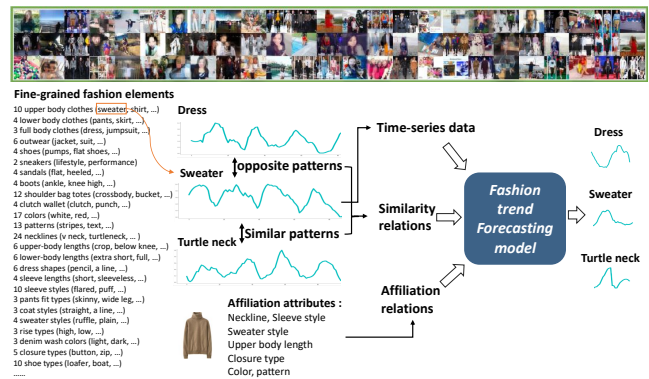 Fine-grained fashion elements
10 upper body clothes (sweater, shirt, ...)
4 lower body clothes (pants, skirt, ...)
3 full body clothes (dress, jumpsuit, ...)
6 outwear (jacket, suit, ...)
4 shoes (pumps, flat shoes, ...)
2 sneakers (lifestyle, performance)
4 sandals (flat, heeled, ...)
4 boots (ankle, knee high, ...)
12 shoulder bag totes (crossbody, bucket, ...)
4 clutch wallet (clutch, punch, ...)
17 colors (white, red, ...)
13 patterns (stripes, text, ...)
24 necklines (v neck, turtleneck, ... )
6 upper-body lengths (crop, below knee, ...)
6 lower-body lengths (extra short, full, ...)
6 dress shapes (pencil, a line, ...)
4 sleeve lengths (short, sleeveless, ...)
10 sleeve styles (flared, puff, ...)
3 pants fit types (skinny, wide leg, ...)
3 coat styles (straight, a line, ...)
4 sweater styles (ruffle, plain, ...)
3 rise types (high, low, ...)
3 denim wash colors (light, dark, ...)
5 closure types (button, zip, ...)
10 shoe types (loafer, boat, ...)
......
Dress
opposite patterns
Sweater
Similar patterns
Turtle neck
Affiliation attributes :
Neckline, Sleeve style
Sweater style
Upper body length
Closure type
Color, pattern
Time-series data
Similarity
relations
Affiliation
relations
Fashion
trend
Forecasting
model
Dress
Sweater
Turtle neck